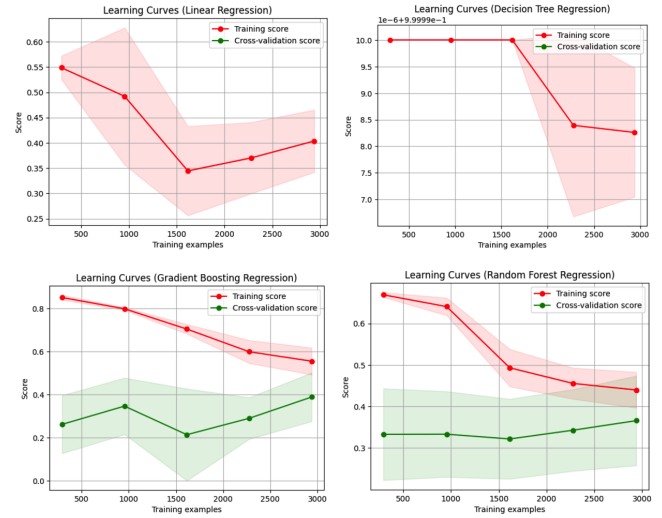 Learning Curves (Linear Regression)
Training score
Cross-validation score
Score
0.55
0.50
0.45
0.40
0.35
0.30
0.25
500 1000 1500 2000 2500 3000
Training examples
1e−6+9.9999e−1
Learning Curves (Decision Tree Regression)
Training score
Cross-validation score
Score
10.0
9.5
9.0
8.5
8.0
7.5
7.0
500 1000 1500 2000 2500 3000
Training examples
Learning Curves (Gradient Boosting Regression)
Training score
Cross-validation score
Score
0.8
0.6
0.4
0.2
0.0
500 1000 1500 2000 2500 3000
Training examples
Learning Curves (Random Forest Regression)
Training score
Cross-validation score
Score
0.6
0.5
0.4
0.3
500 1000 1500 2000 2500 3000
Training examples